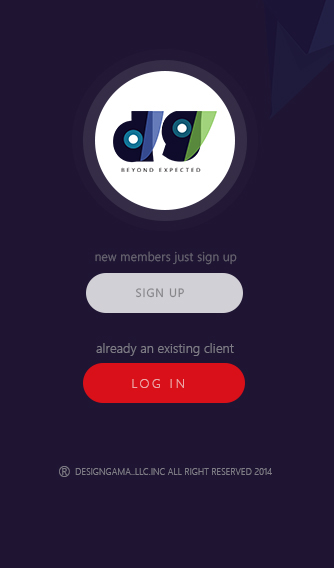 dg
BEYOND EXPECTED
new members just sign up
SIGN UP
already an existing client
LOG IN
® DESIGNGAMA.,LLC.INC ALL RIGHT RESERVED 2014